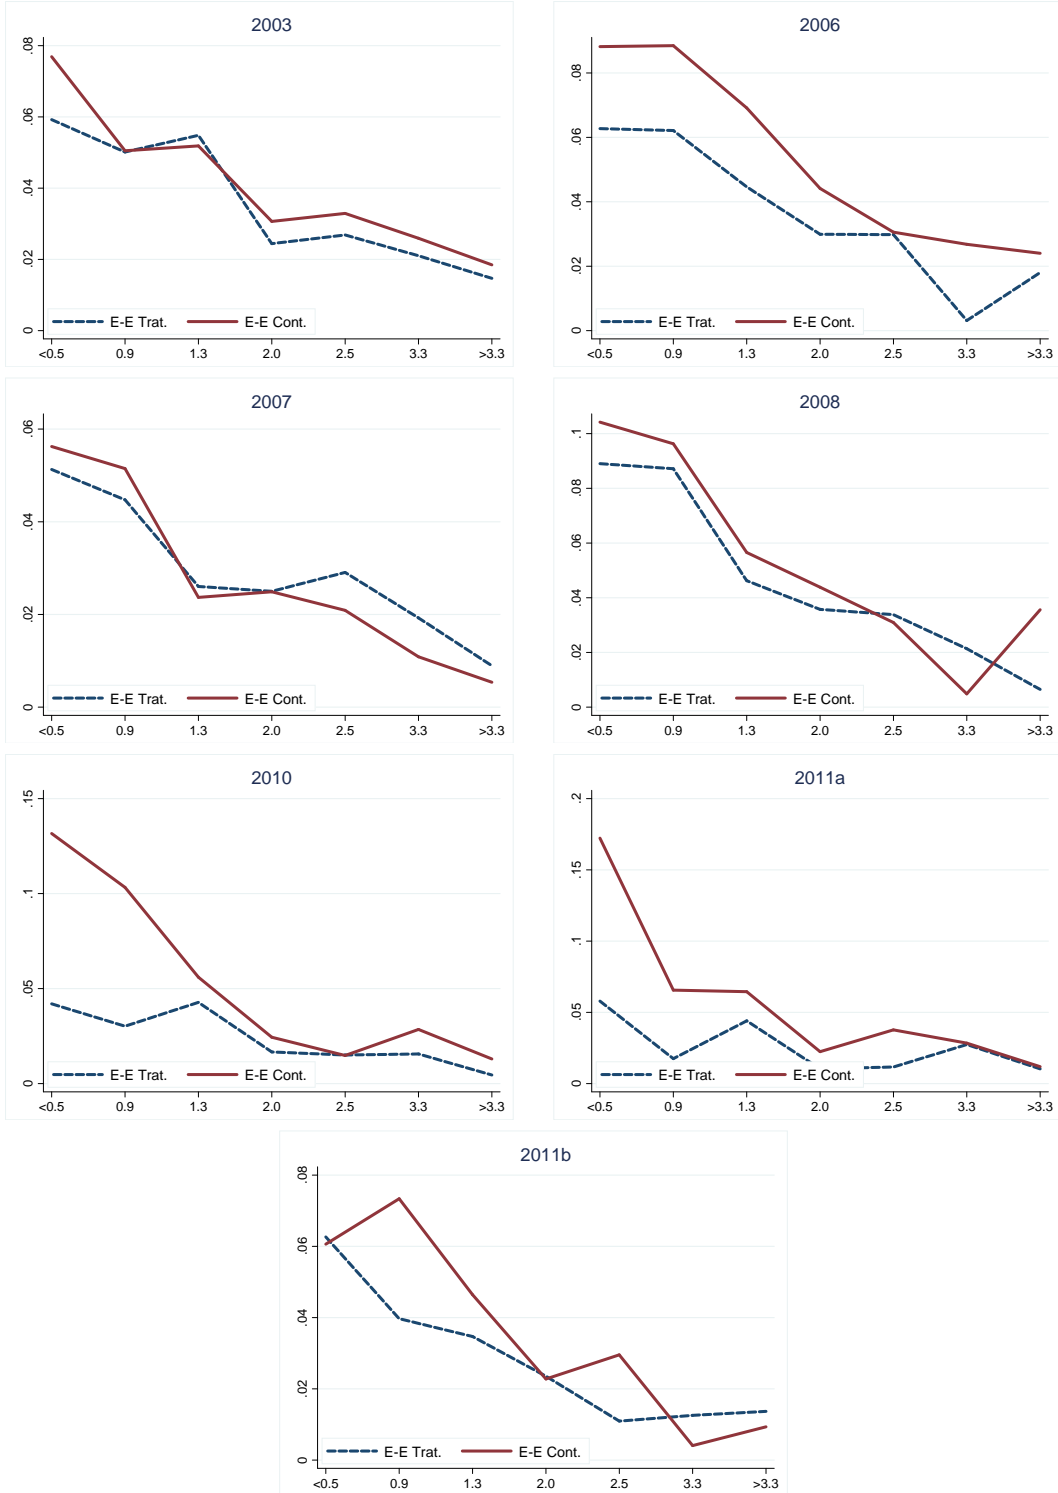 2003
.08
.06
.04
.02
0
E-E Trat. E-E Cont.
<0.5 0.9 1.3 2.0 2.5 3.3 >3.3
2006
.08
.06
.04
.02
0
E-E Trat. E-E Cont.
<0.5 0.9 1.3 2.0 2.5 3.3 >3.3
2007
.06
.04
.02
0
E-E Trat. E-E Cont.
<0.5 0.9 1.3 2.0 2.5 3.3 >3.3
2008
.1
.08
.06
.04
.02
0
E-E Trat. E-E Cont.
<0.5 0.9 1.3 2.0 2.5 3.3 >3.3
2010
.15
.1
.05
0
E-E Trat. E-E Cont.
<0.5 0.9 1.3 2.0 2.5 3.3 >3.3
2011a
.2
.15
.1
.05
0
E-E Trat. E-E Cont.
<0.5 0.9 1.3 2.0 2.5 3.3 >3.3
2011b
.08
.06
.04
.02
0
E-E Trat. E-E Cont.
<0.5 0.9 1.3 2.0 2.5 3.3 >3.3